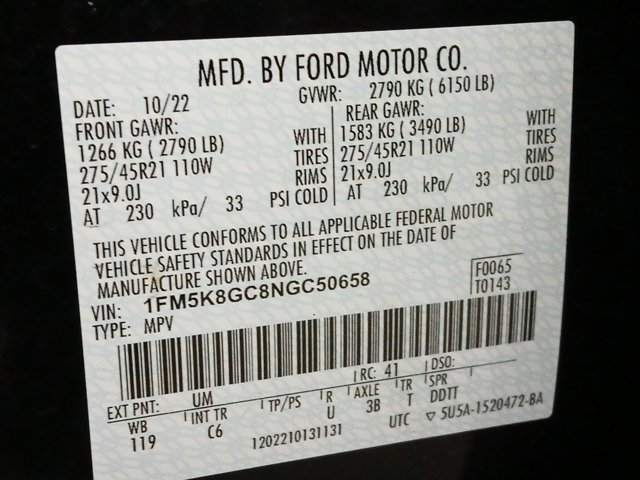 MFD. BY FORD MOTOR CO.
DATE: 10/22 GVWR: 2790 KG ( 6150 LB)
FRONT GAWR: REAR GAWR:
1266 KG ( 2790 LB) WITH 1583 KG ( 3490 LB) WITH
275/45R21 110W TIRES 275/45R21 110W TIRES
21x9.0J RIMS 21x9.0J RIMS
AT 230 kPa/ 33 PSI COLD AT 230 kPa/ 33 PSI COLD
THIS VEHICLE CONFORMS TO ALL APPLICABLE FEDERAL MOTOR
VEHICLE SAFETY STANDARDS IN EFFECT ON THE DATE OF
MANUFACTURE SHOWN ABOVE.
VIN: 1FM5K8GC8NGC50658 F0065
TYPE: MPV T0143
EXT PNT: UM RC: 41 DSO:
WB INT TR TP/PS R AXLE TR SPR
119 C6 U 3B T DDTT
1202210131131 UTC ▽ 5U5A-1520472-BA